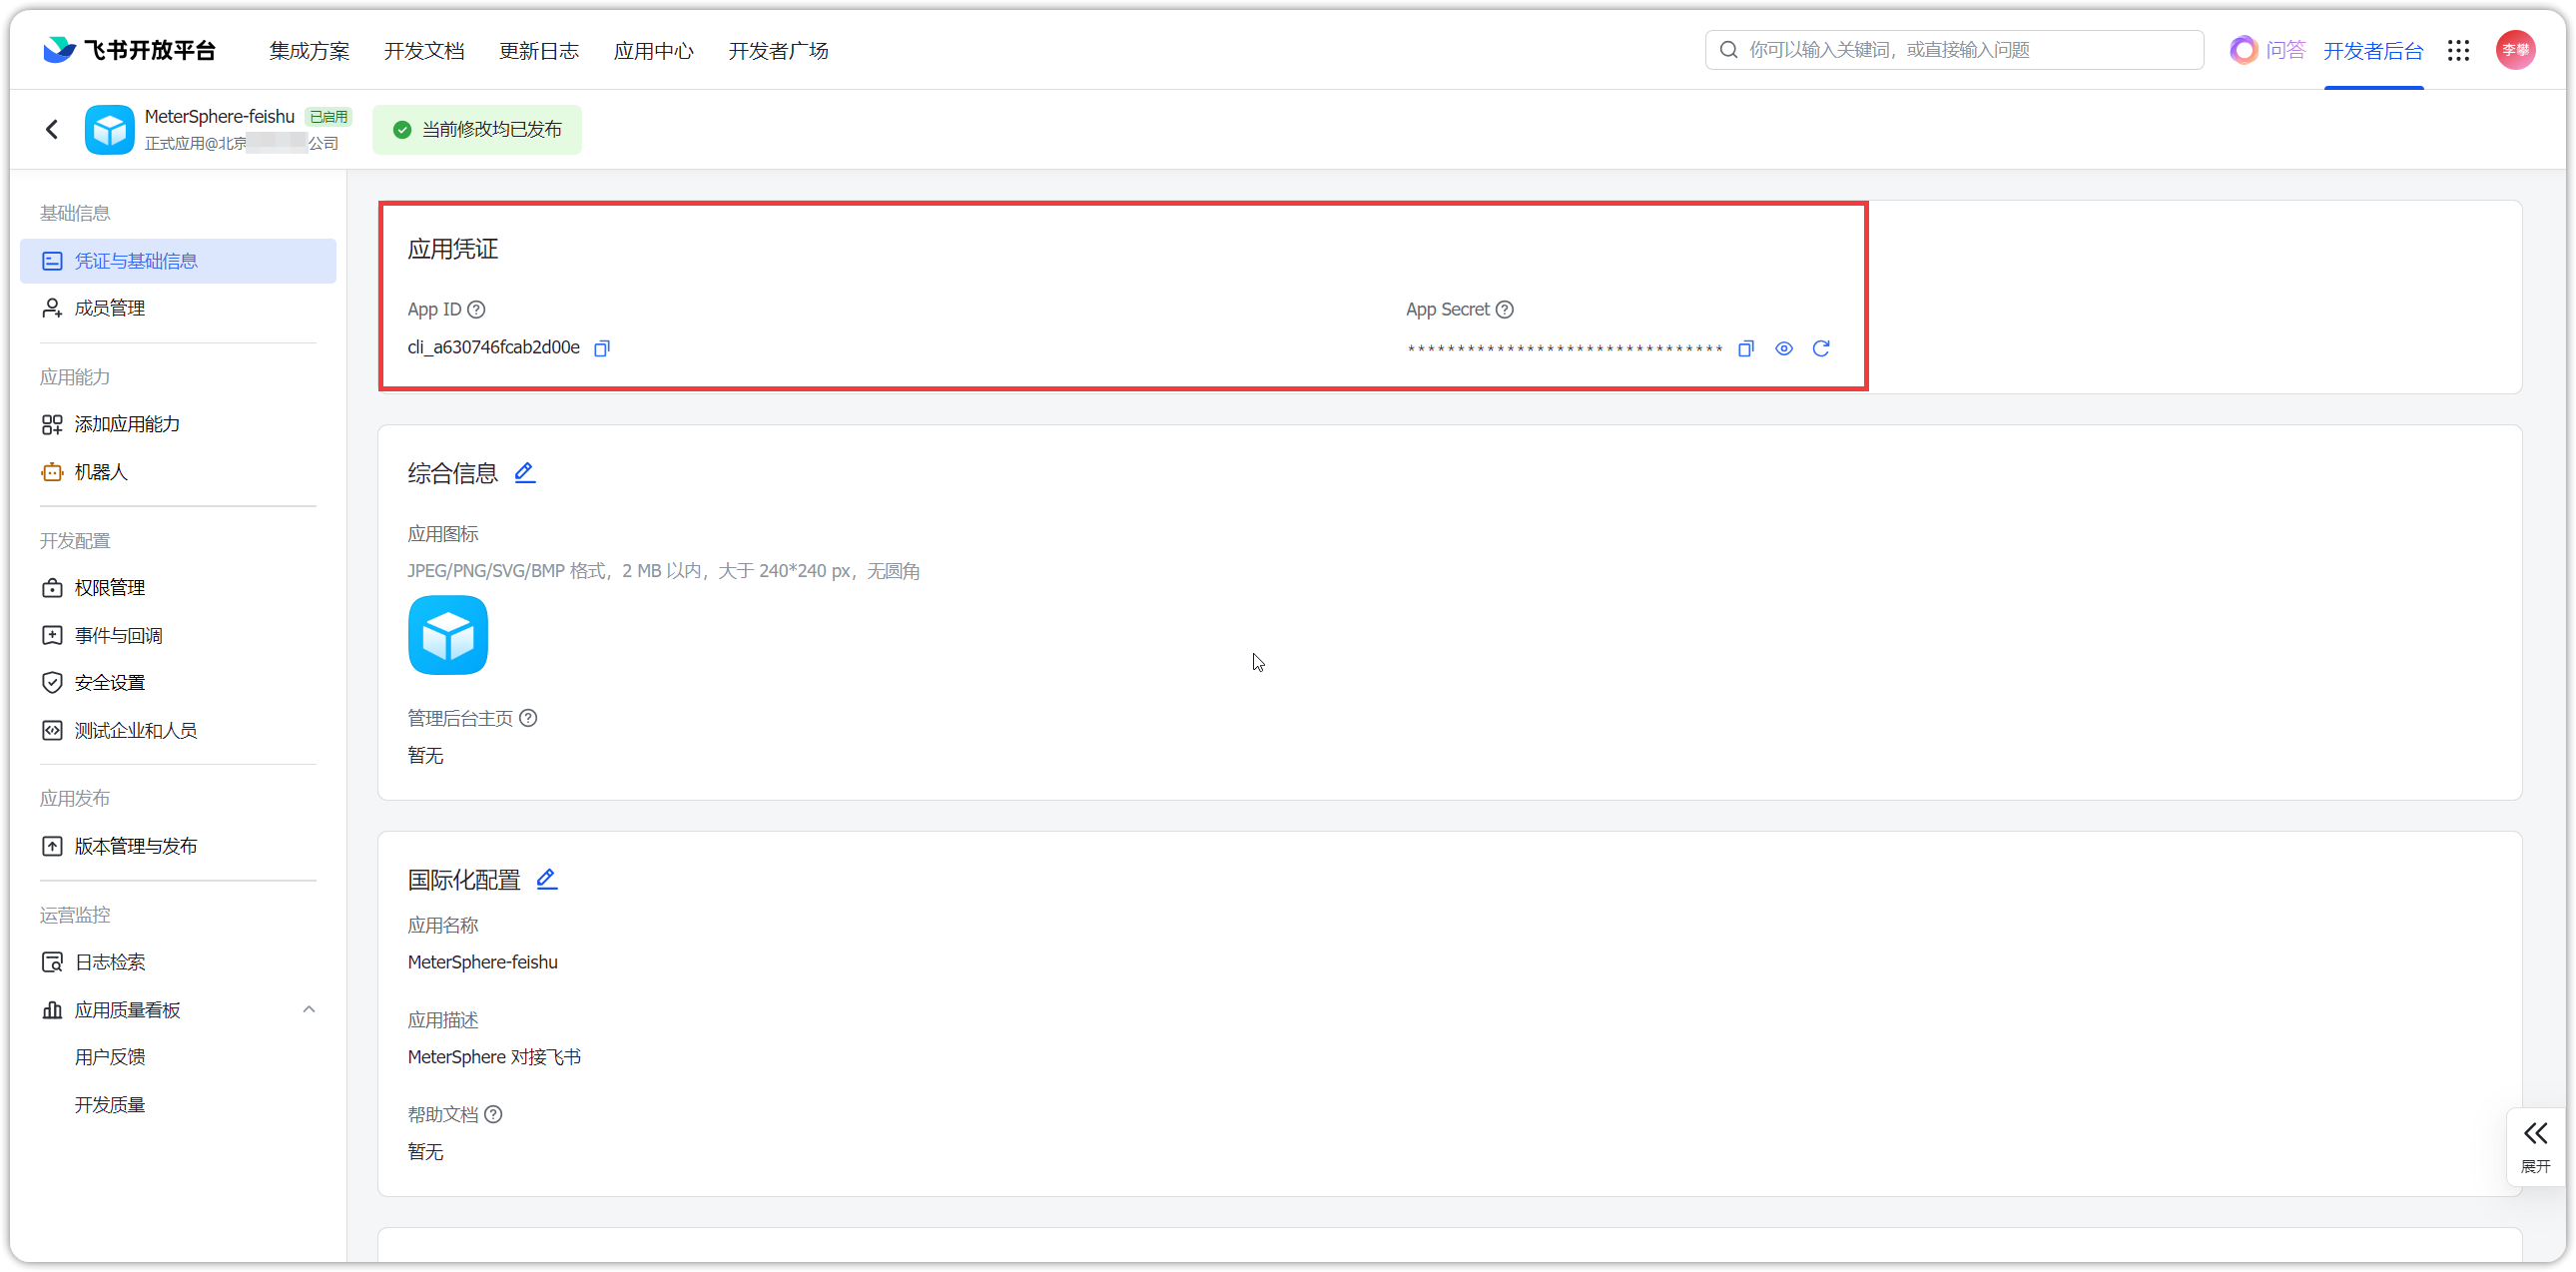 飞书开放平台 集成方案 开发文档 更新日志 应用中心 开发者广场 你可以输入关键词，或直接输入问题 问答 开发者后台 李攀
MeterSphere-feishu 已启用
正式应用@北京 公司
当前修改均已发布
基础信息
凭证与基础信息
成员管理
应用能力
添加应用能力
机器人
开发配置
权限管理
事件与回调
安全设置
测试企业和人员
应用发布
版本管理与发布
运营监控
日志检索
应用质量看板
用户反馈
开发质量
应用凭证
App ID App Secret
cli_a630746fcab2d00e ********************************
综合信息
应用图标
JPEG/PNG/SVG/BMP 格式，2 MB 以内，大于 240*240 px，无圆角
管理后台主页
暂无
国际化配置
应用名称
MeterSphere-feishu
应用描述
MeterSphere 对接飞书
帮助文档
暂无
展开